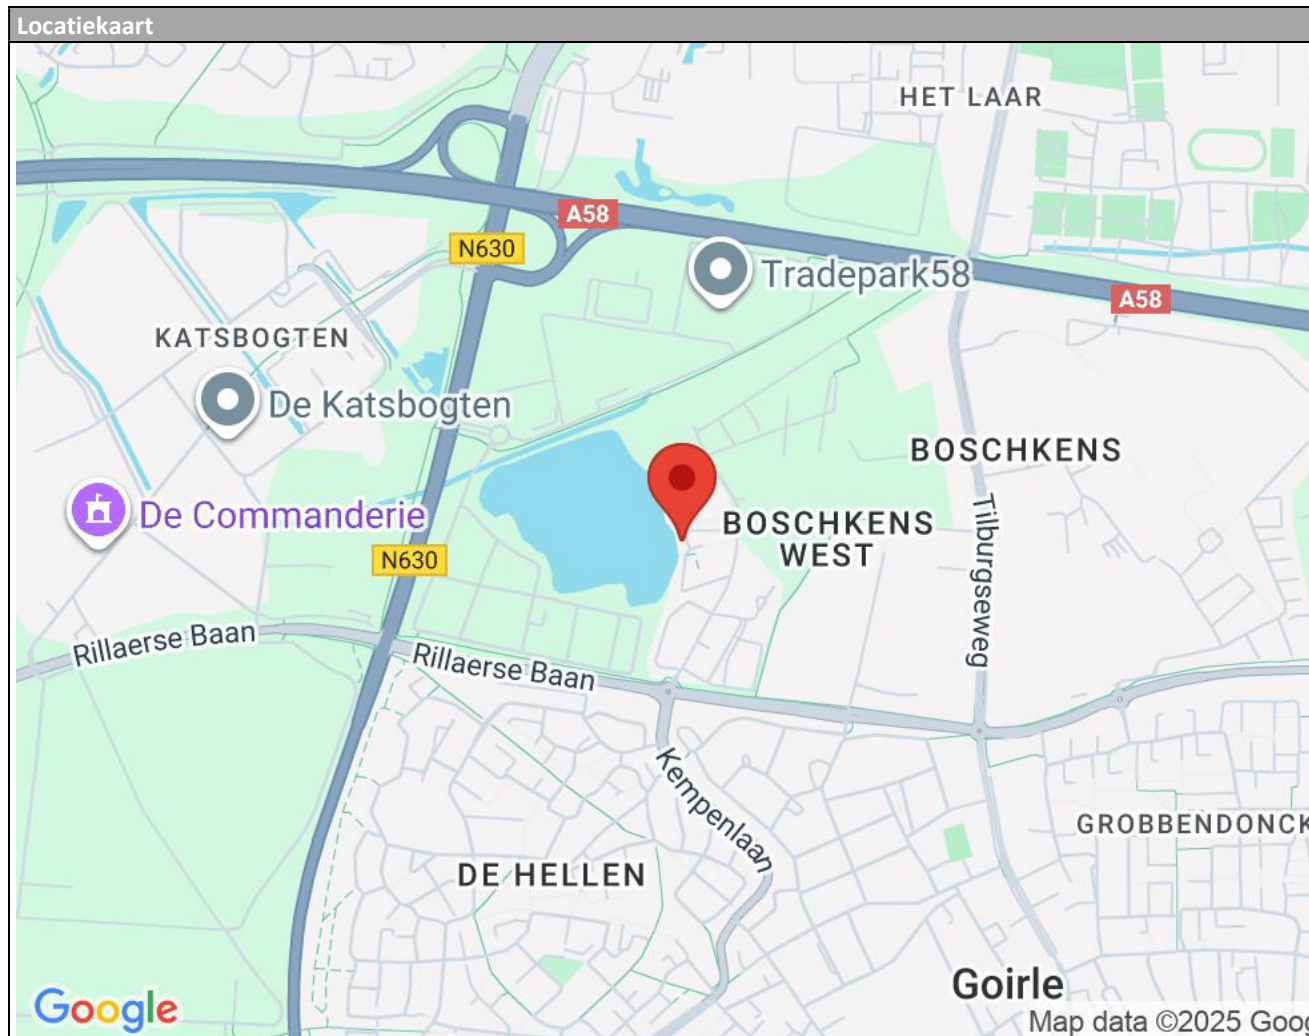 Locatiekaart
HET LAAR
A58
N630
Tradepark58
A58
KATSBOGTEN
De Katsbogten
BOSCHKENS
De Commanderie
BOSCHKENS
WEST
N630
Tilburgseweg
Rillaerse Baan
Rillaerse Baan
Kempenlaan
GROBBENDONCK
DE HELLEN
Goirle
Google
Map data ©2025 Goog